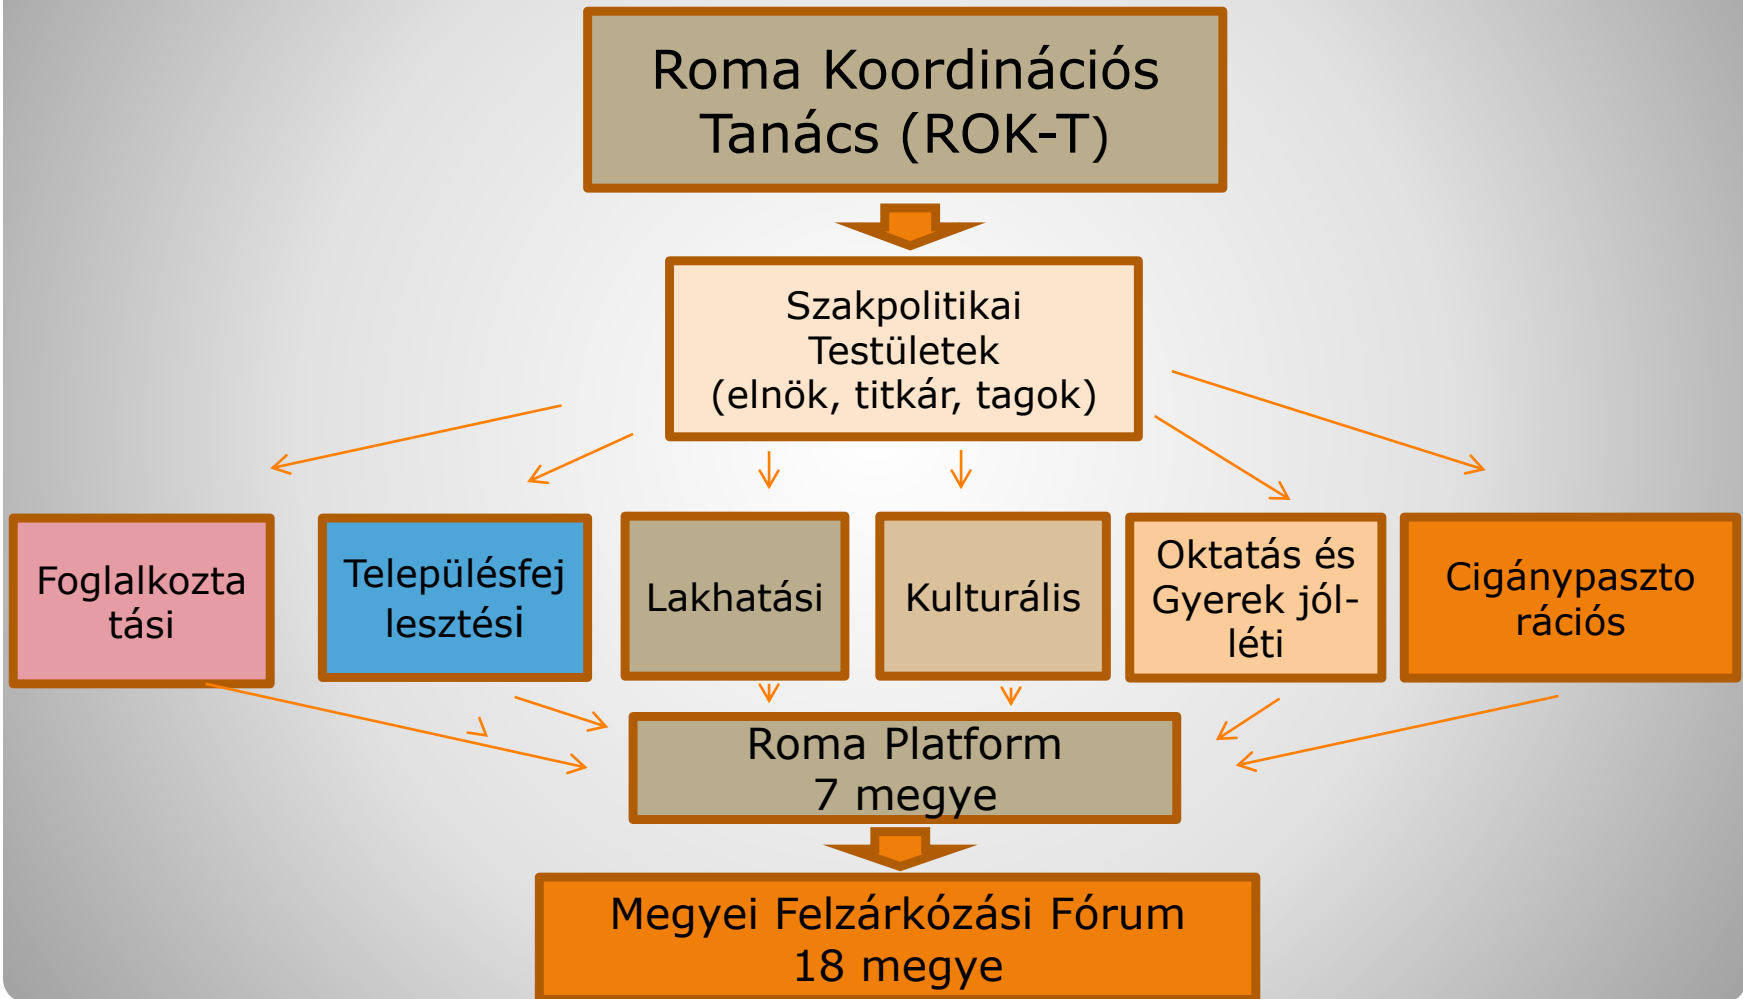 Roma Koordinációs
Tanács (ROK-T)
Szakpolitikai
Testületek
(elnök, titkár, tagok)
Foglalkozta
tási
Településfej
lesztési
Lakhatási
Kulturális
Oktatás és
Gyerek jól-
léti
Cigánypaszto
rációs
Roma Platform
7 megye
Megyei Felzárkózási Fórum
18 megye